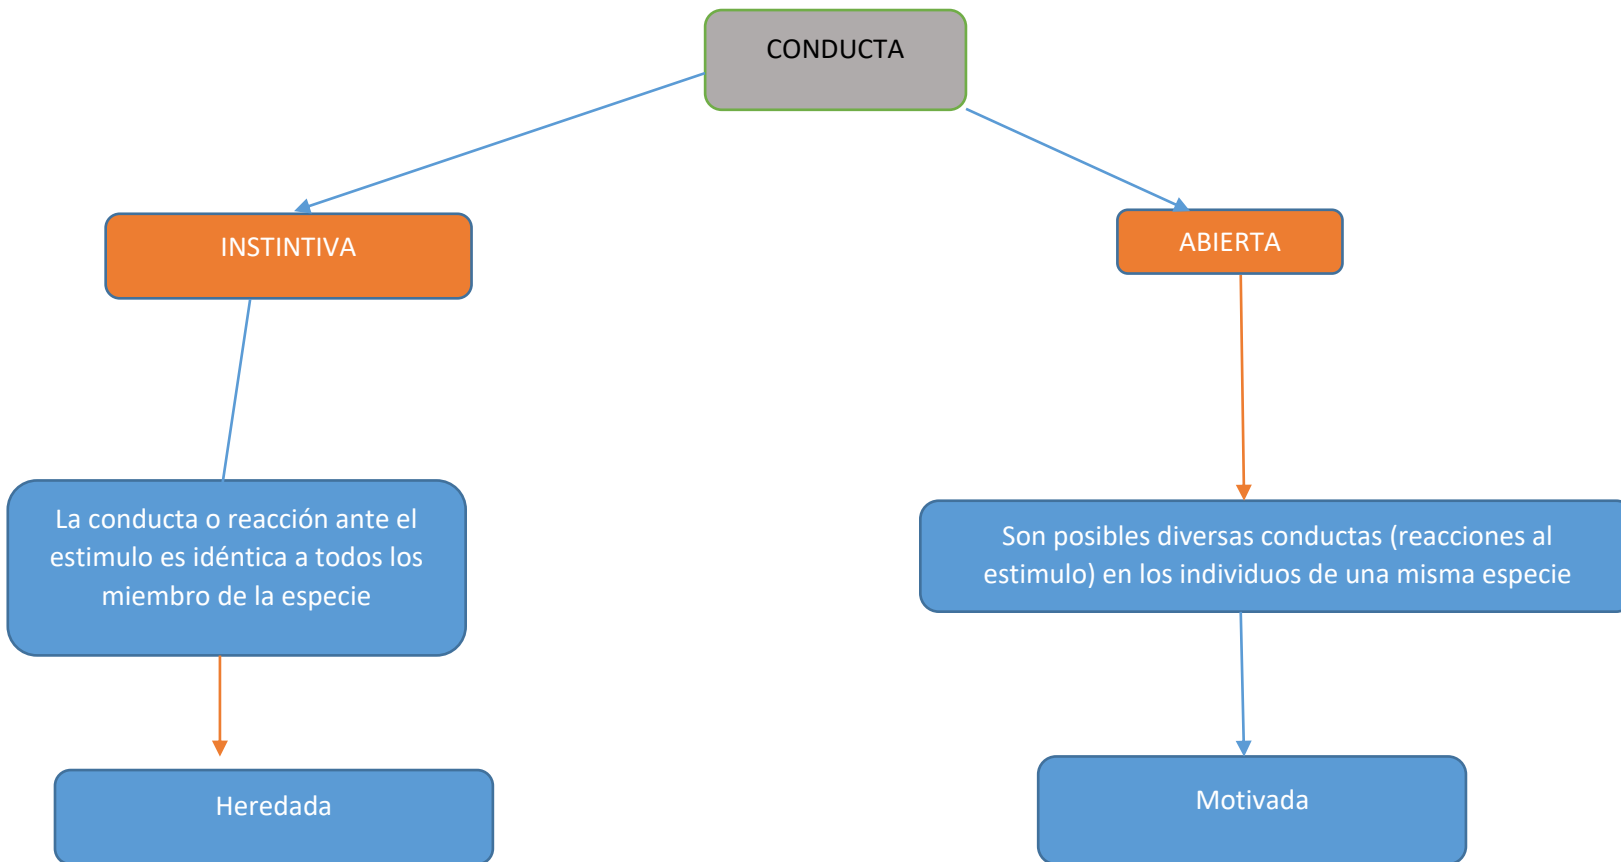 CONDUCTA
INSTINTIVA
ABIERTA
La conducta o reacción ante el
estimulo es idéntica a todos los
miembro de la especie
Son posibles diversas conductas (reacciones al
estimulo) en los individuos de una misma especie
Heredada
Motivada